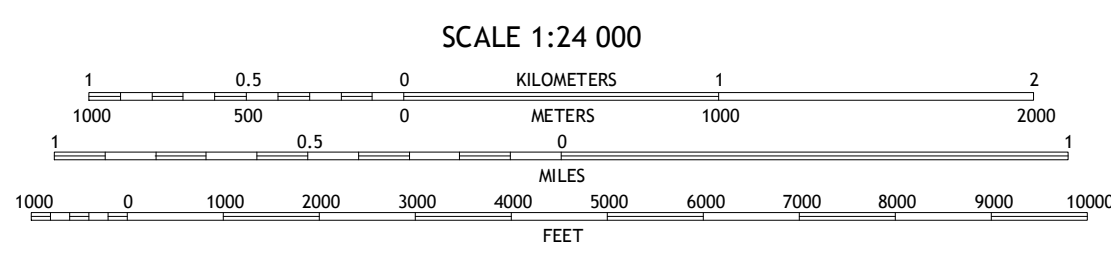 SCALE 1:24 000
1 0.5 0 KILOMETERS 1 2
1000 500 0 METERS 1000 2000
1 0.5 0 1
MILES
1000 0 1000 2000 3000 4000 5000 6000 7000 8000 9000 10000
FEET